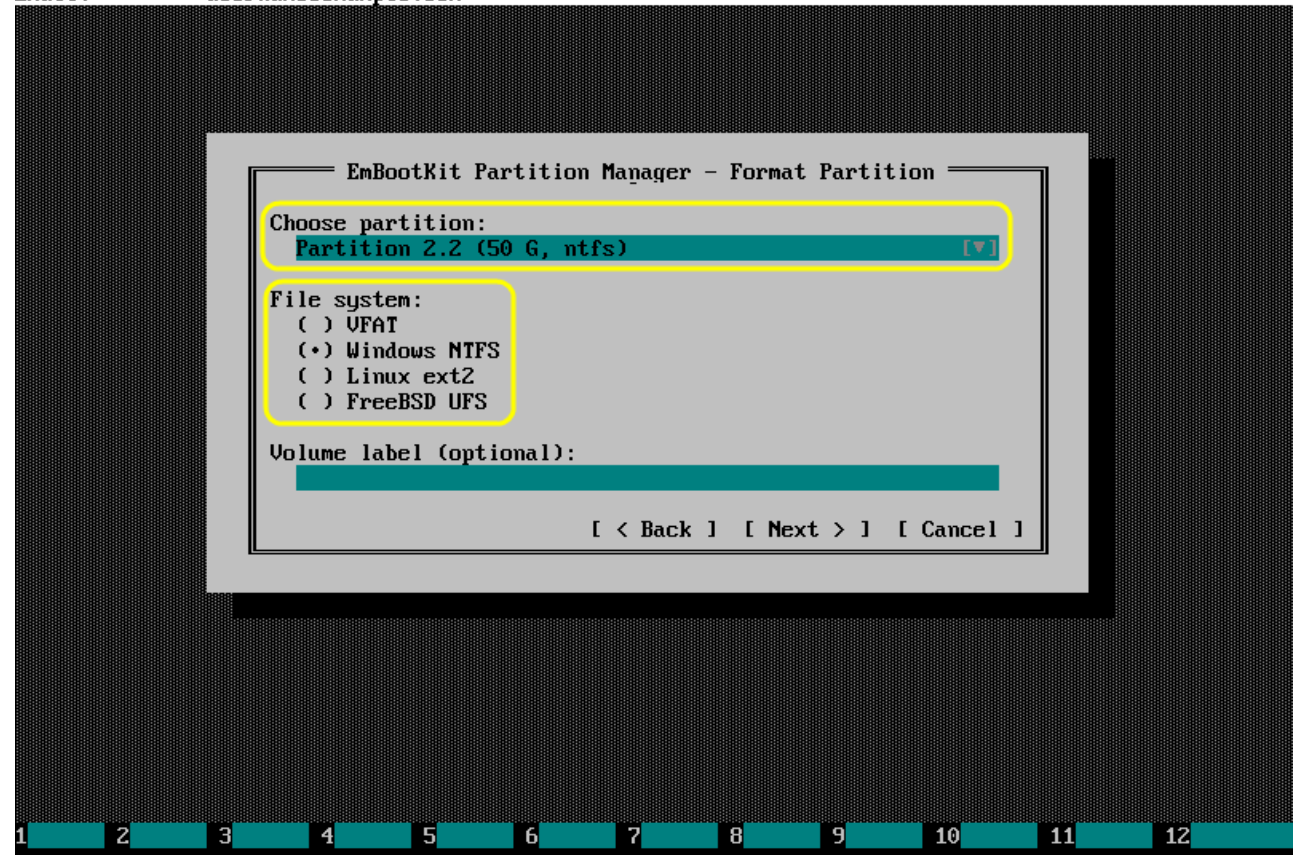 EmBootKit Partition Manager - Format Partition
Choose partition:
Partition 2.2 (50 G, ntfs) [▼]
File system:
( ) VFAT
(•) Windows NTFS
( ) Linux ext2
( ) FreeBSD UFS
Volume label (optional):
[ < Back ] [ Next > ] [ Cancel ]
1 2 3 4 5 6 7 8 9 10 11 12